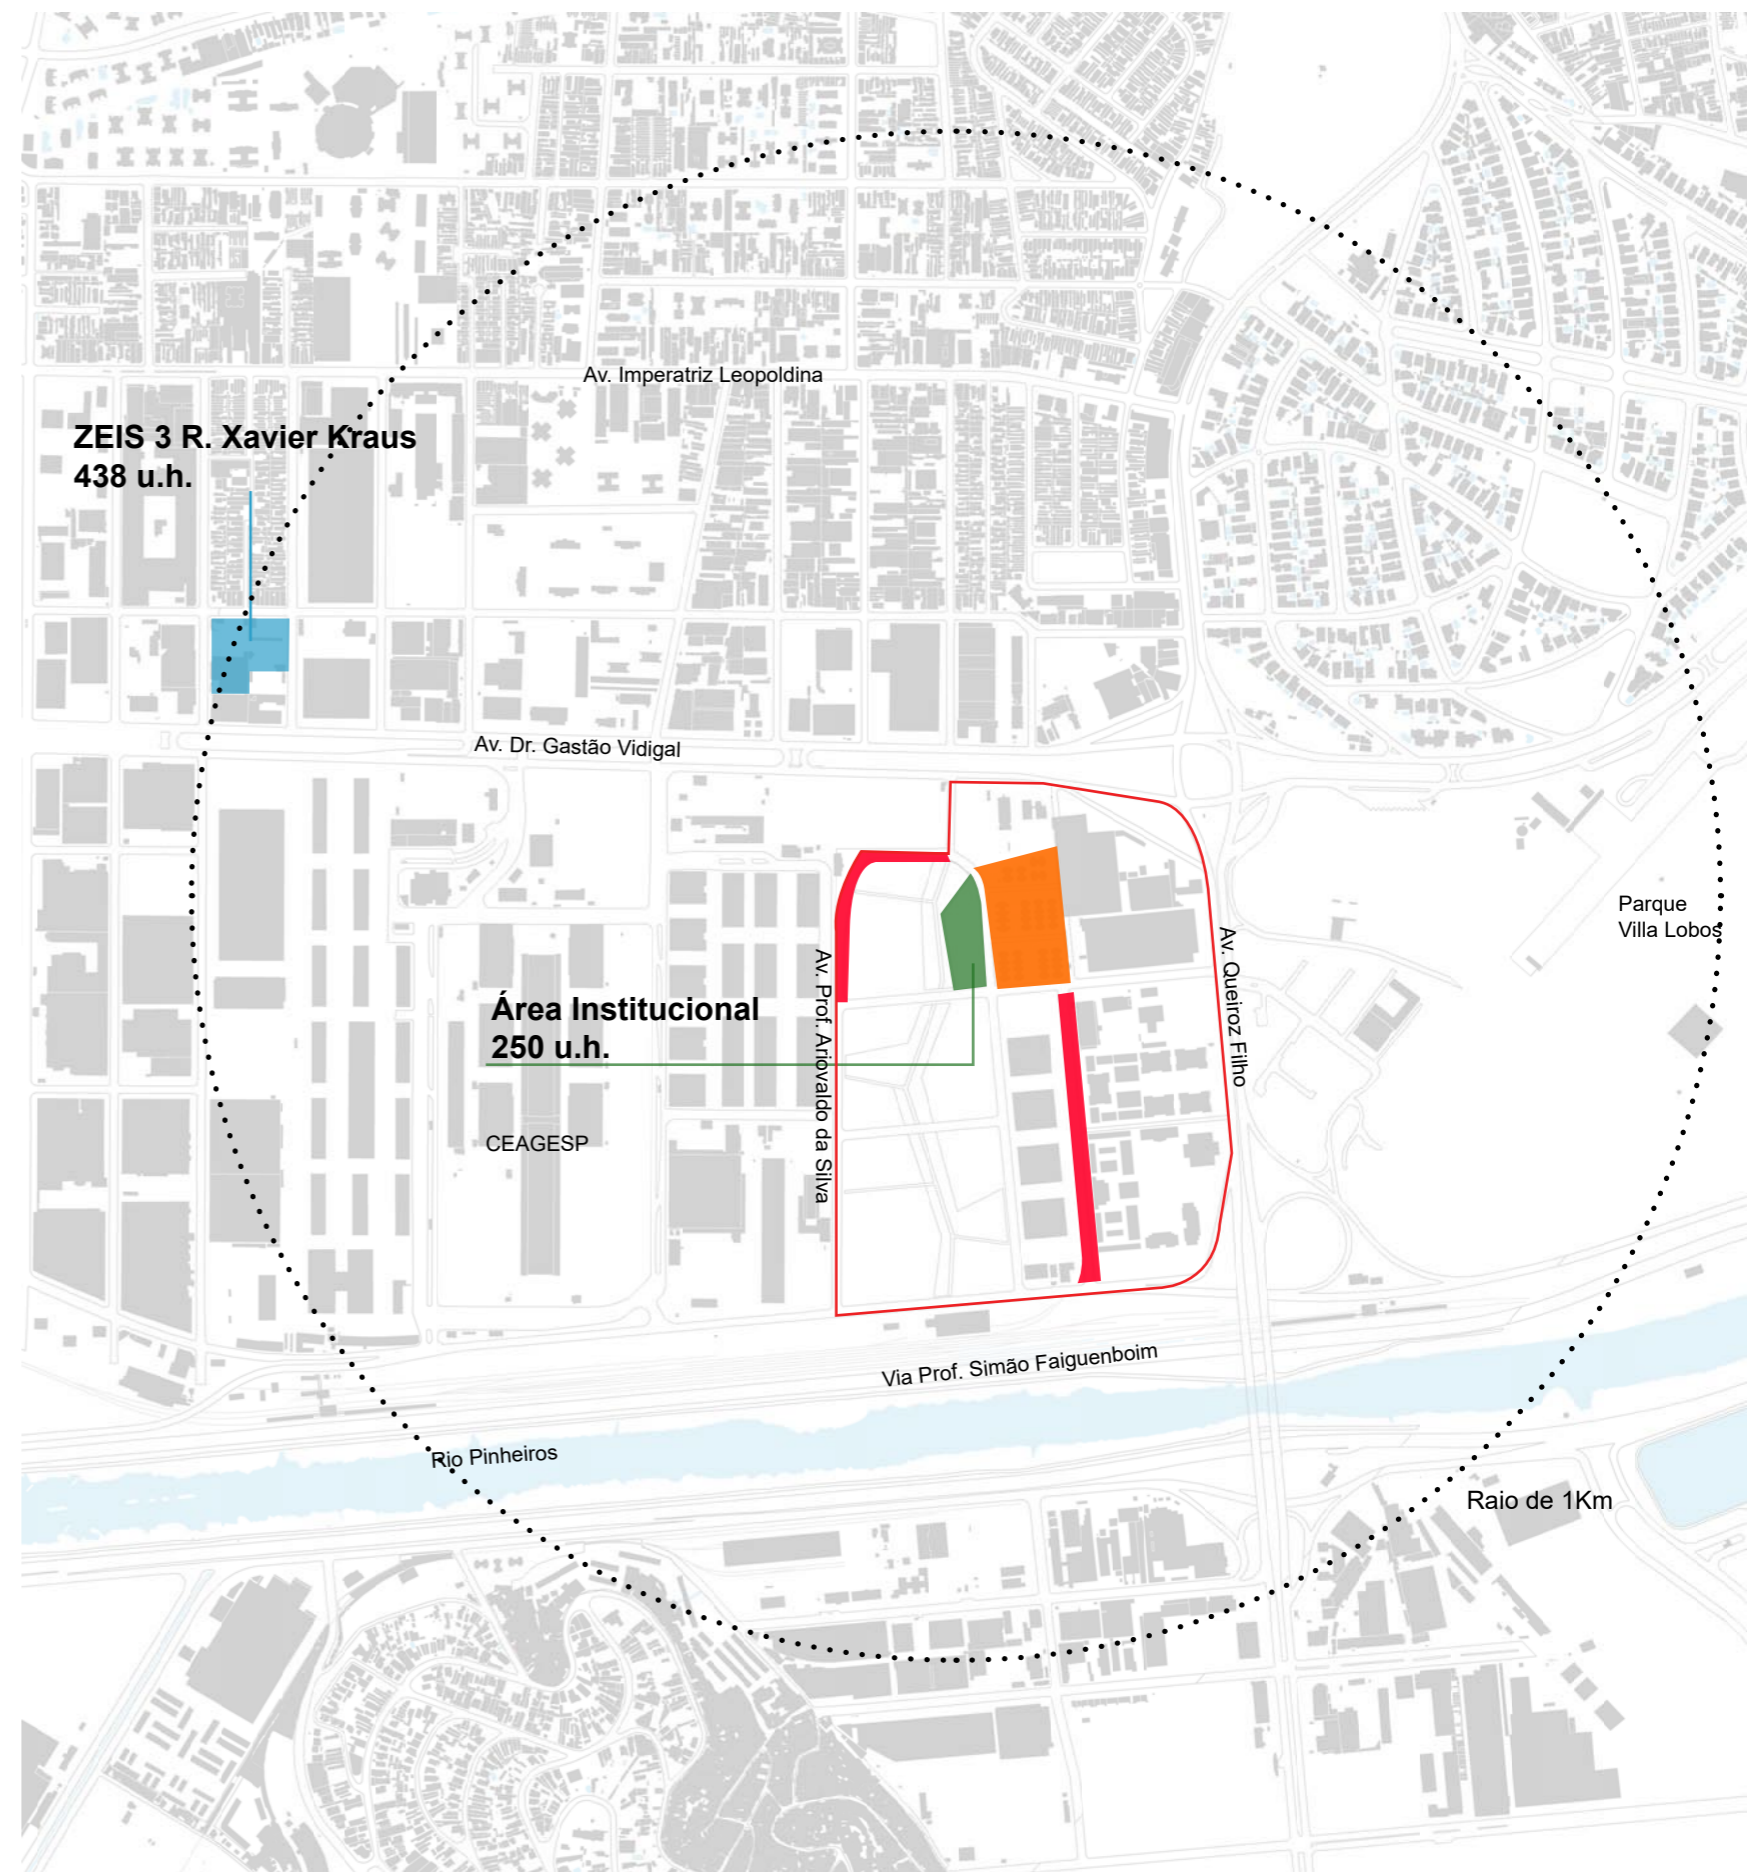 Av. Imperatriz Leopoldina
ZEIS 3 R. Xavier Kraus
438 u.h.
Av. Dr. Gastão Vidigal
Parque
Villa Lobos
Av. Queiroz Filho
Av. Prof. Ariovaldo da Silva
Área Institucional
250 u.h.
CEAGESP
Via Prof. Simão Faiguenboim
Rio Pinheiros
Raio de 1Km